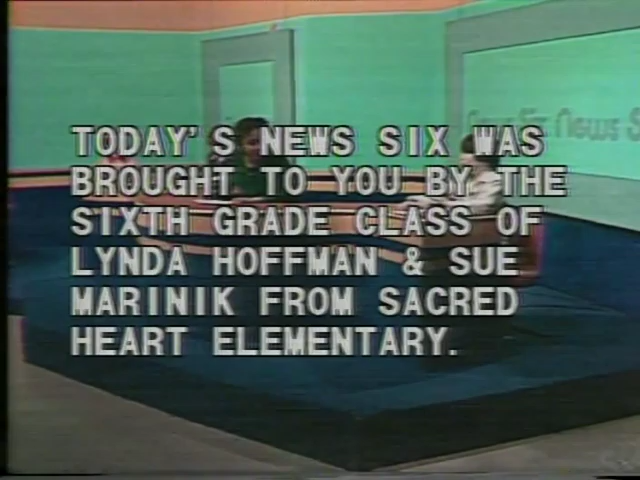 TODAY'S NEWS SIX WAS
BROUGHT TO YOU BY THE
SIXTH GRADE CLASS OF
LYNDA HOFFMAN & SUE
MARINIK FROM SACRED
HEART ELEMENTARY.
News S